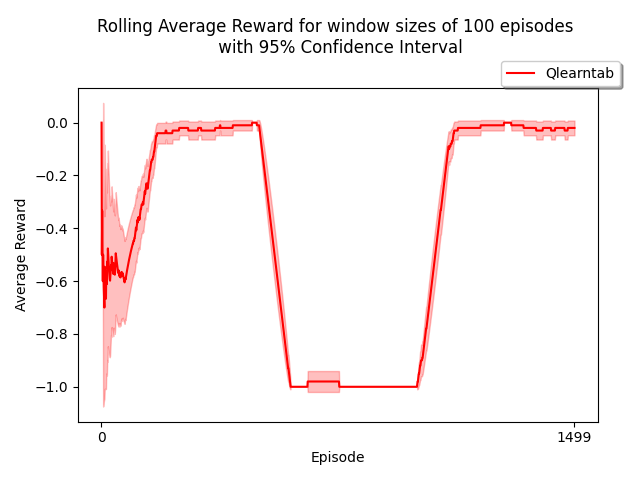 Rolling Average Reward for window sizes of 100 episodes
with 95% Confidence Interval
Qlearntab
0.0
−0.2
−0.4
−0.6
−0.8
−1.0
Average Reward
0
1499
Episode